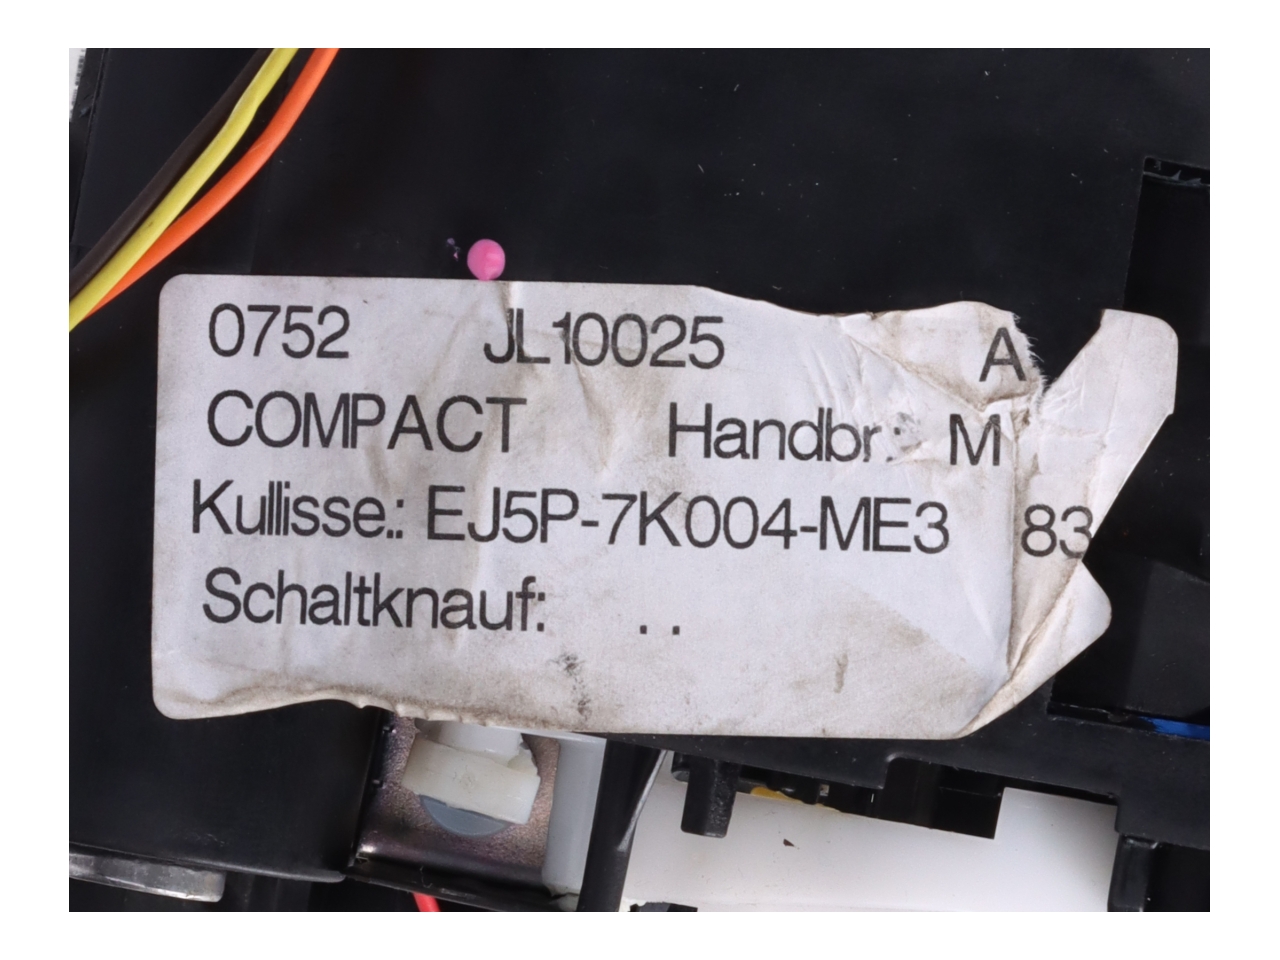 0752 JL10025 A
COMPACT Handbr.: M
Kullisse.: EJ5P-7K004-ME3 83
Schaltknauf: . .